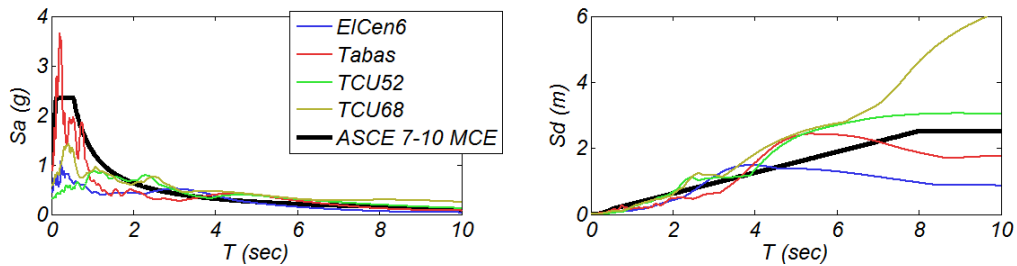 4
3
2
1
0
Sa (g)
0 2 4 6 8 10
T (sec)
ElCen6
Tabas
TCU52
TCU68
ASCE 7-10 MCE
6
4
2
0
Sd (m)
0 2 4 6 8 10
T (sec)